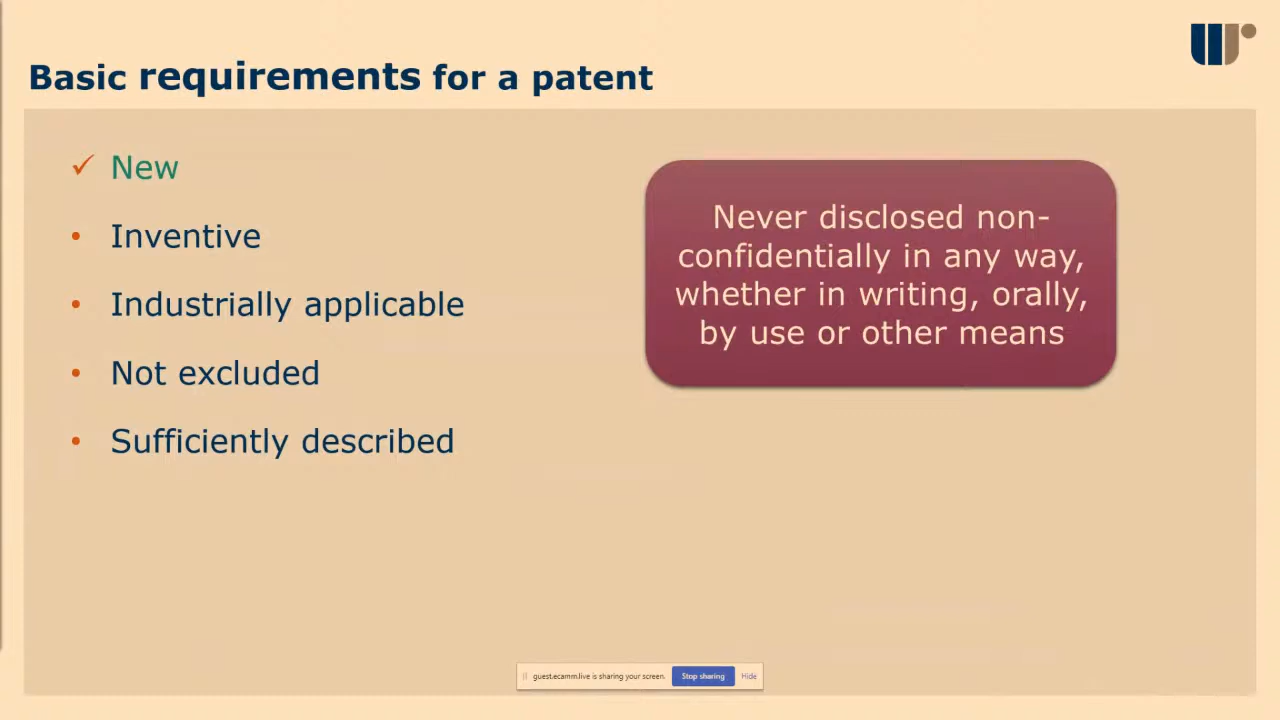 Basic requirements for a patent
✓ New
• Inventive
• Industrially applicable
• Not excluded
• Sufficiently described
Never disclosed non-
confidentially in any way,
whether in writing, orally,
by use or other means
guest.ecamm.live is sharing your screen. Stop sharing Hide